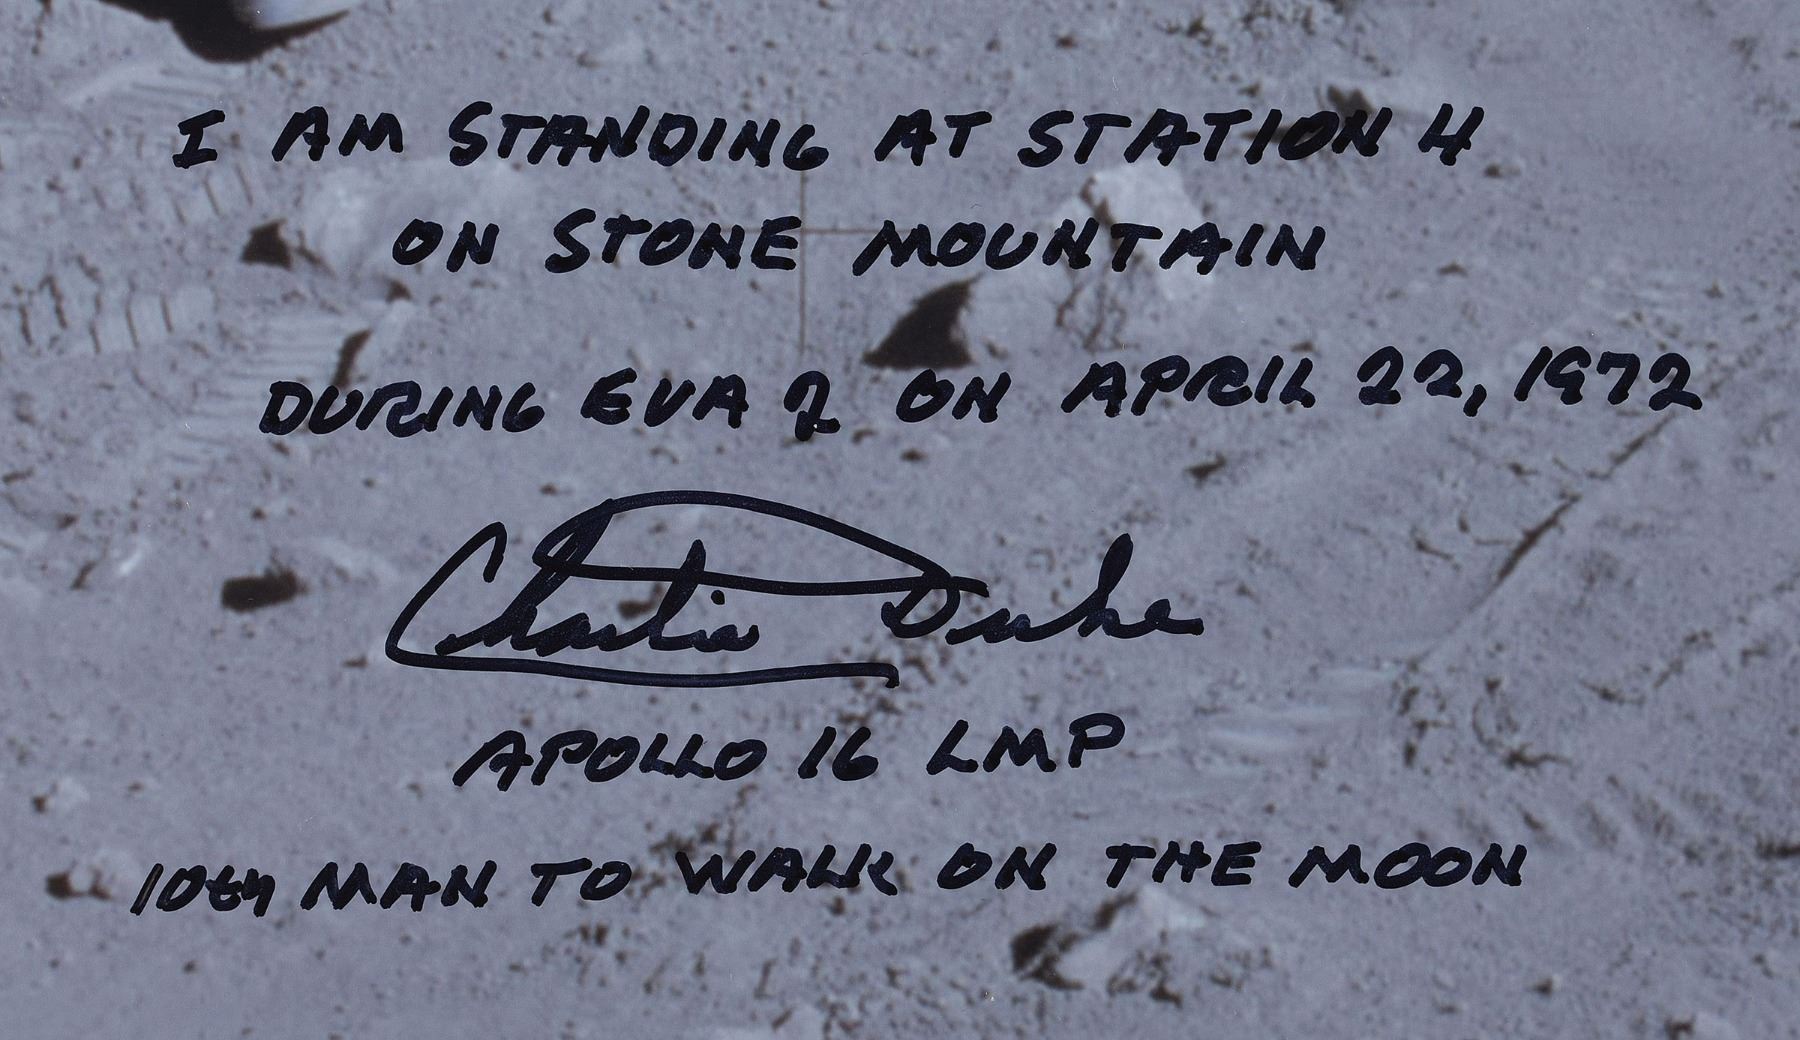 I AM STANDING AT STATION 4
ON STONE MOUNTAIN
DURING EVA 2 ON APRIL 22, 1972
Charlie Duke
APOLLO 16 LMP
10th MAN TO WALK ON THE MOON